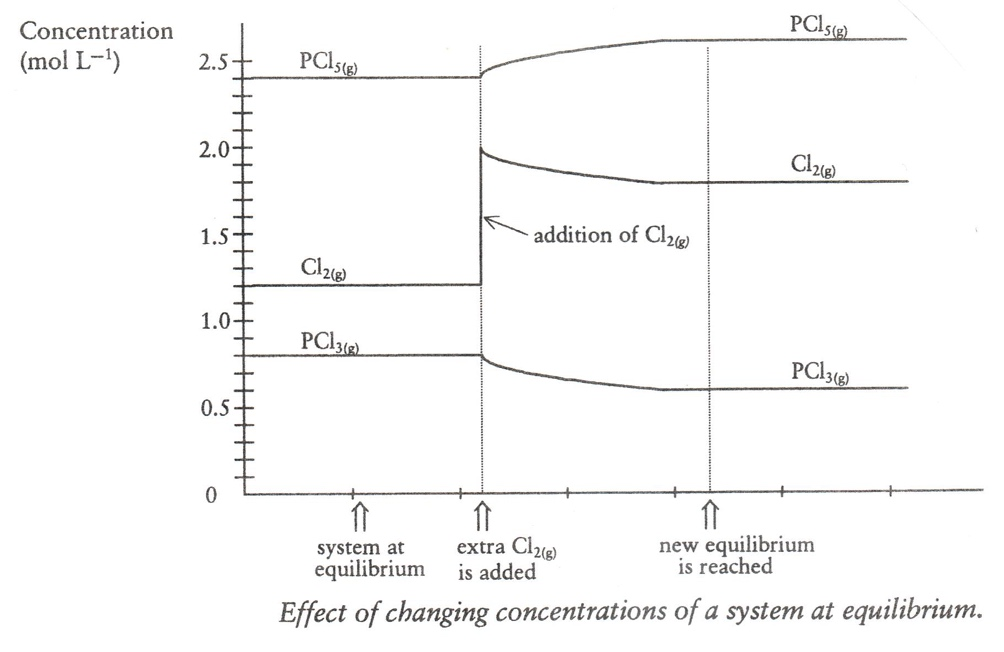 Concentration
(mol L⁻¹)
PCl₅(g)
PCl₅(g)
2.5
2.0
Cl₂(g)
1.5
addition of Cl₂(g)
Cl₂(g)
1.0
PCl₃(g)
PCl₃(g)
0.5
0
system at
equilibrium
extra Cl₂(g)
is added
new equilibrium
is reached
Effect of changing concentrations of a system at equilibrium.